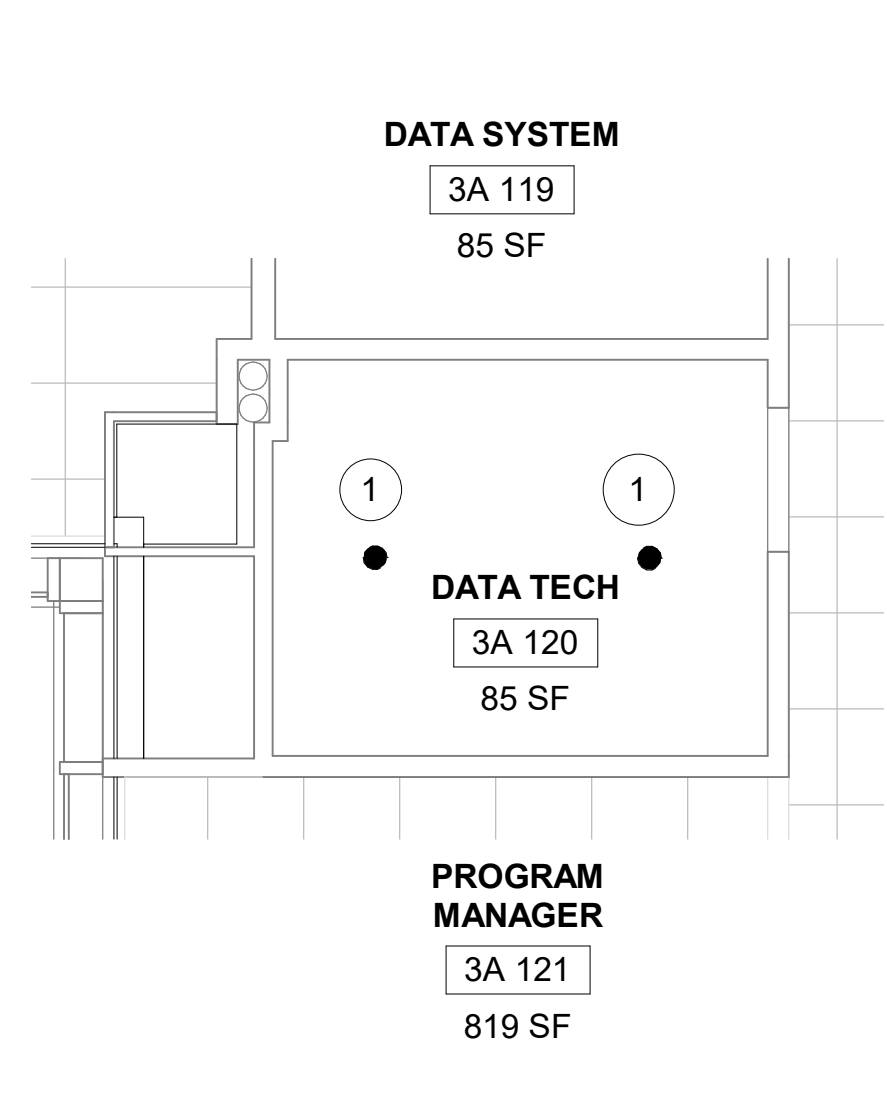 DATA SYSTEM
3A 119
85 SF
1
1
DATA TECH
3A 120
85 SF
PROGRAM
MANAGER
3A 121
819 SF